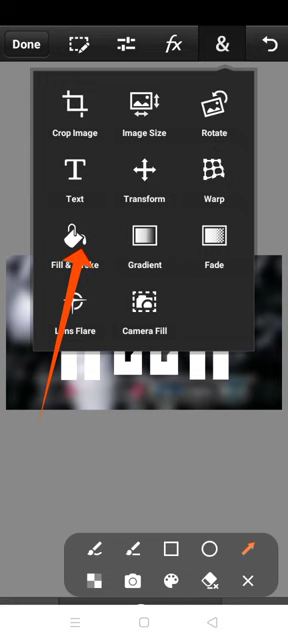 Done fx &
Crop Image Image Size Rotate
T
Text Transform Warp
Fill & Stroke Gradient Fade
Lens Flare Camera Fill